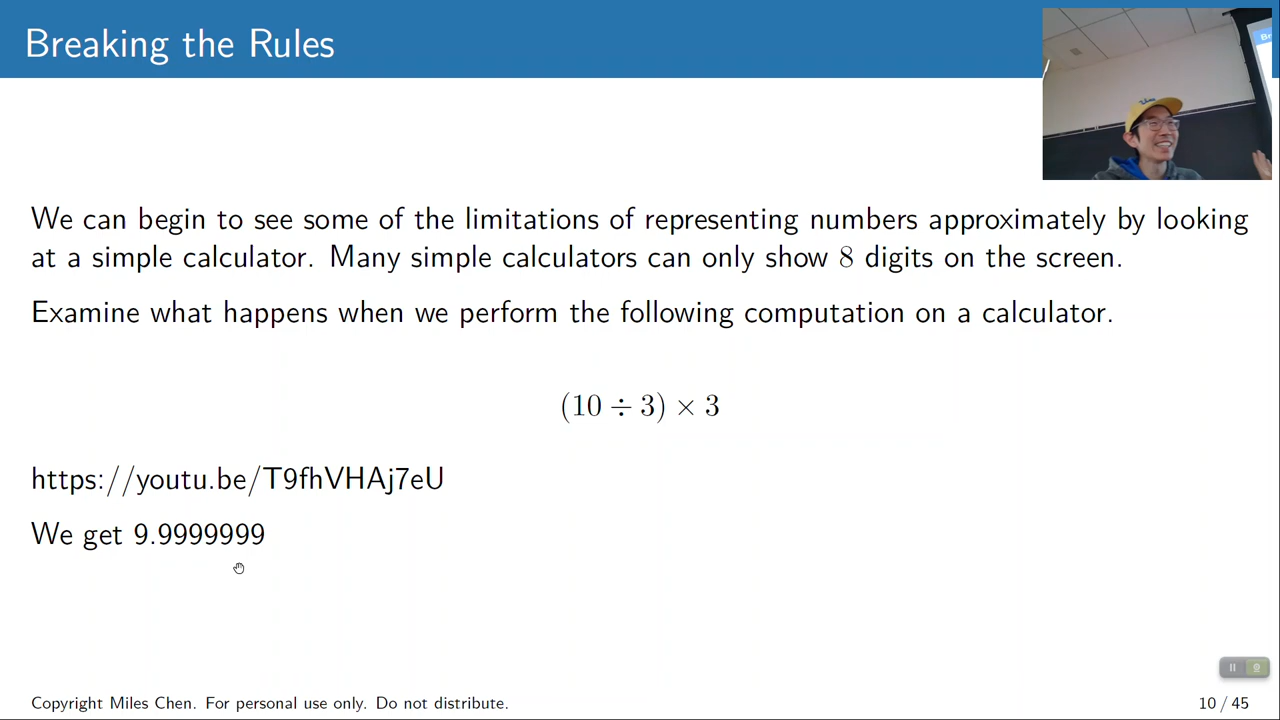 Breaking the Rules
We can begin to see some of the limitations of representing numbers approximately by looking
at a simple calculator. Many simple calculators can only show 8 digits on the screen.
Examine what happens when we perform the following computation on a calculator.
(10 ÷ 3) × 3
https://youtu.be/T9fhVHAj7eU
We get 9.9999999
Copyright Miles Chen. For personal use only. Do not distribute.
10 / 45